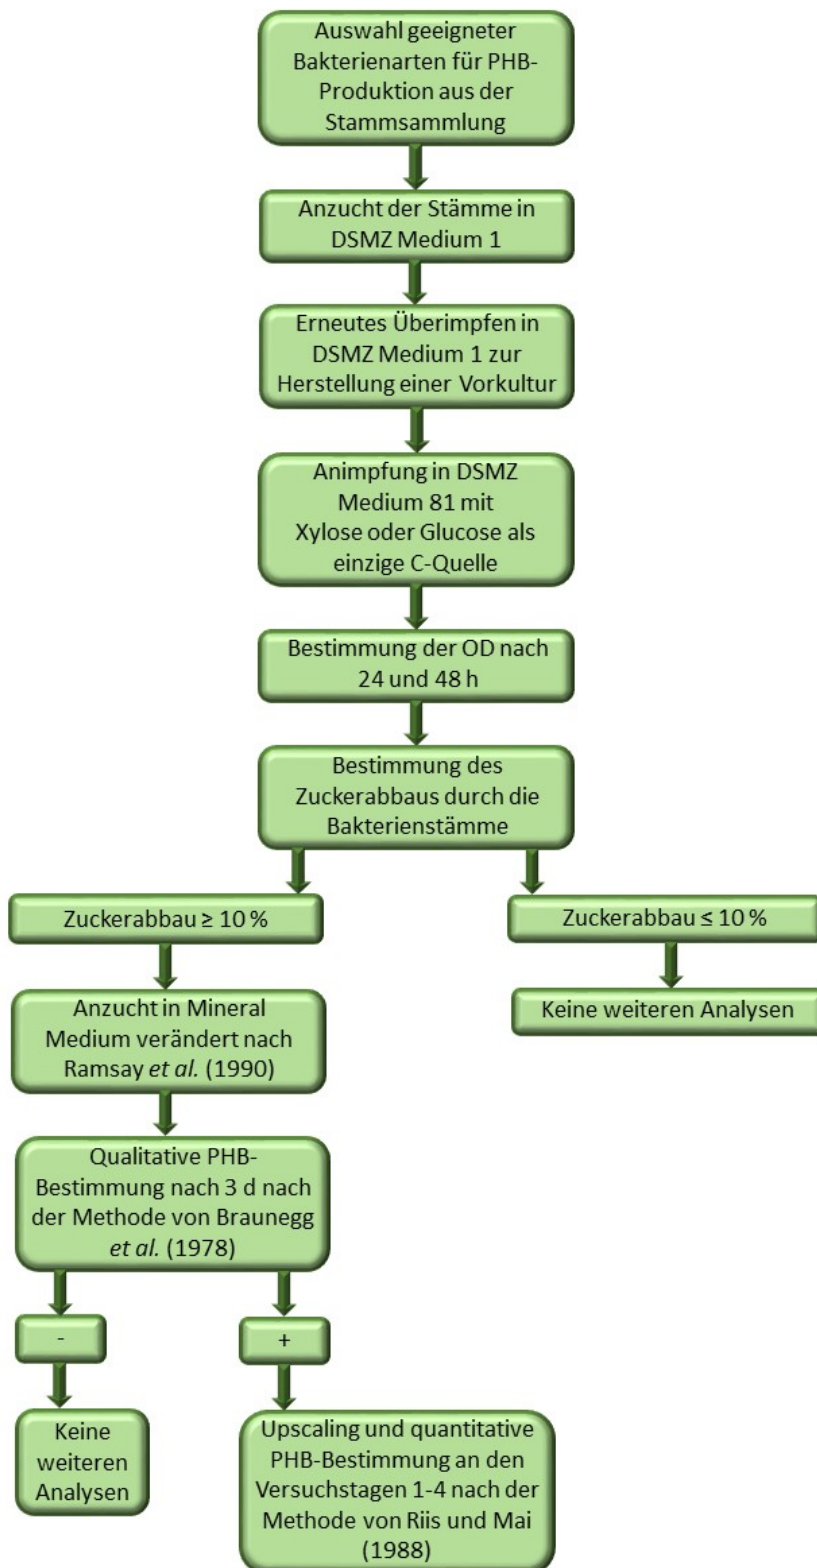 Auswahl geeigneter
Bakterienarten für PHB-
Produktion aus der
Stammsammlung
Anzucht der Stämme in
DSMZ Medium 1
Erneutes Überimpfen in
DSMZ Medium 1 zur
Herstellung einer Vorkultur
Animpfung in DSMZ
Medium 81 mit
Xylose oder Glucose als
einzige C-Quelle
Bestimmung der OD nach
24 und 48 h
Bestimmung des
Zuckerabbaus durch die
Bakterienstämme
Zuckerabbau ≥ 10 %
Zuckerabbau ≤ 10 %
Anzucht in Mineral
Medium verändert nach
Ramsay et al. (1990)
Keine weiteren Analysen
Qualitative PHB-
Bestimmung nach 3 d nach
der Methode von Braunegg
et al. (1978)
-
+
Keine
weiteren
Analysen
Upscaling und quantitative
PHB-Bestimmung an den
Versuchstagen 1-4 nach der
Methode von Riis und Mai
(1988)